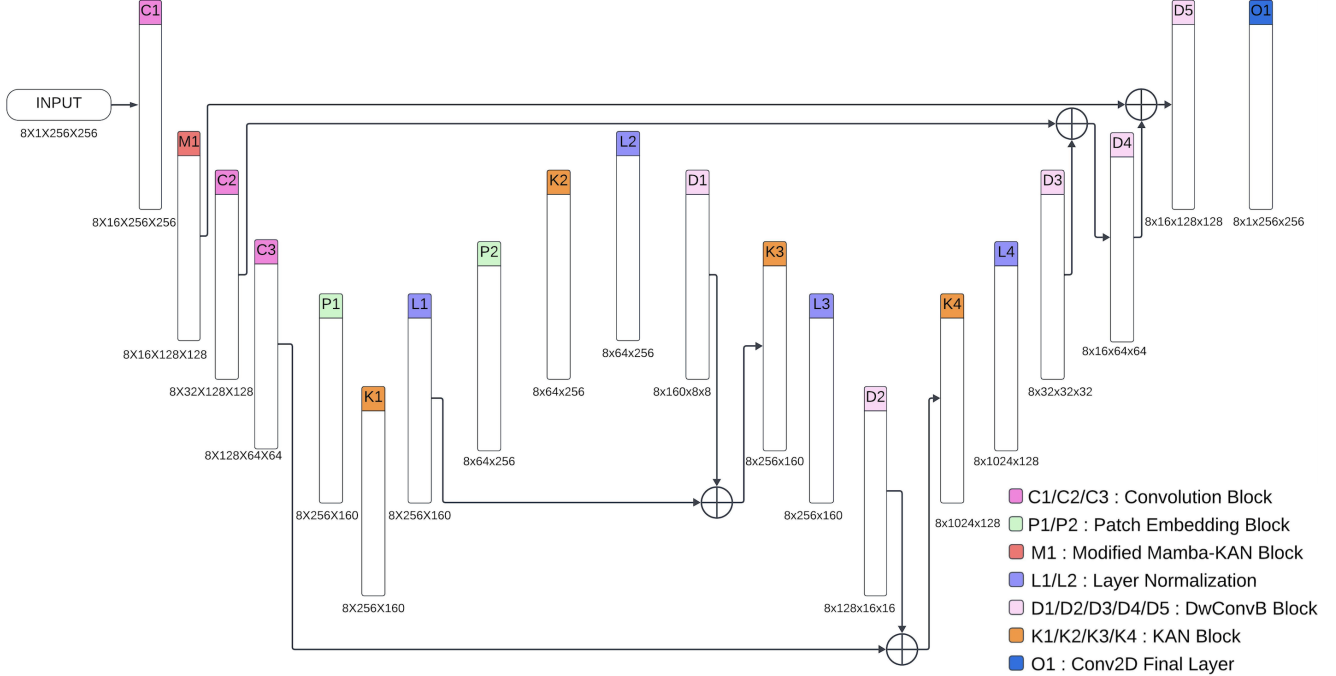 C1
D5
O1
INPUT
8X1X256X256
M1
L2
D4
C2
K2
D1
D3
8X16X256X256
8x16x128x128
8x1x256x256
C3
P2
K3
L4
P1
L1
L3
K4
8X16X128X128
8x64x256
8x16x64x64
8X32X128X128
8x64x256
8x160x8x8
8x32x32x32
K1
D2
8X128X64X64
8x64x256
8x256x160
8x1024x128
8X256X160
8X256X160
8x256x160
8x1024x128
8X256X160
8x128x16x16
C1/C2/C3 : Convolution Block
P1/P2 : Patch Embedding Block
M1 : Modified Mamba-KAN Block
L1/L2 : Layer Normalization
D1/D2/D3/D4/D5 : DwConvB Block
K1/K2/K3/K4 : KAN Block
O1 : Conv2D Final Layer